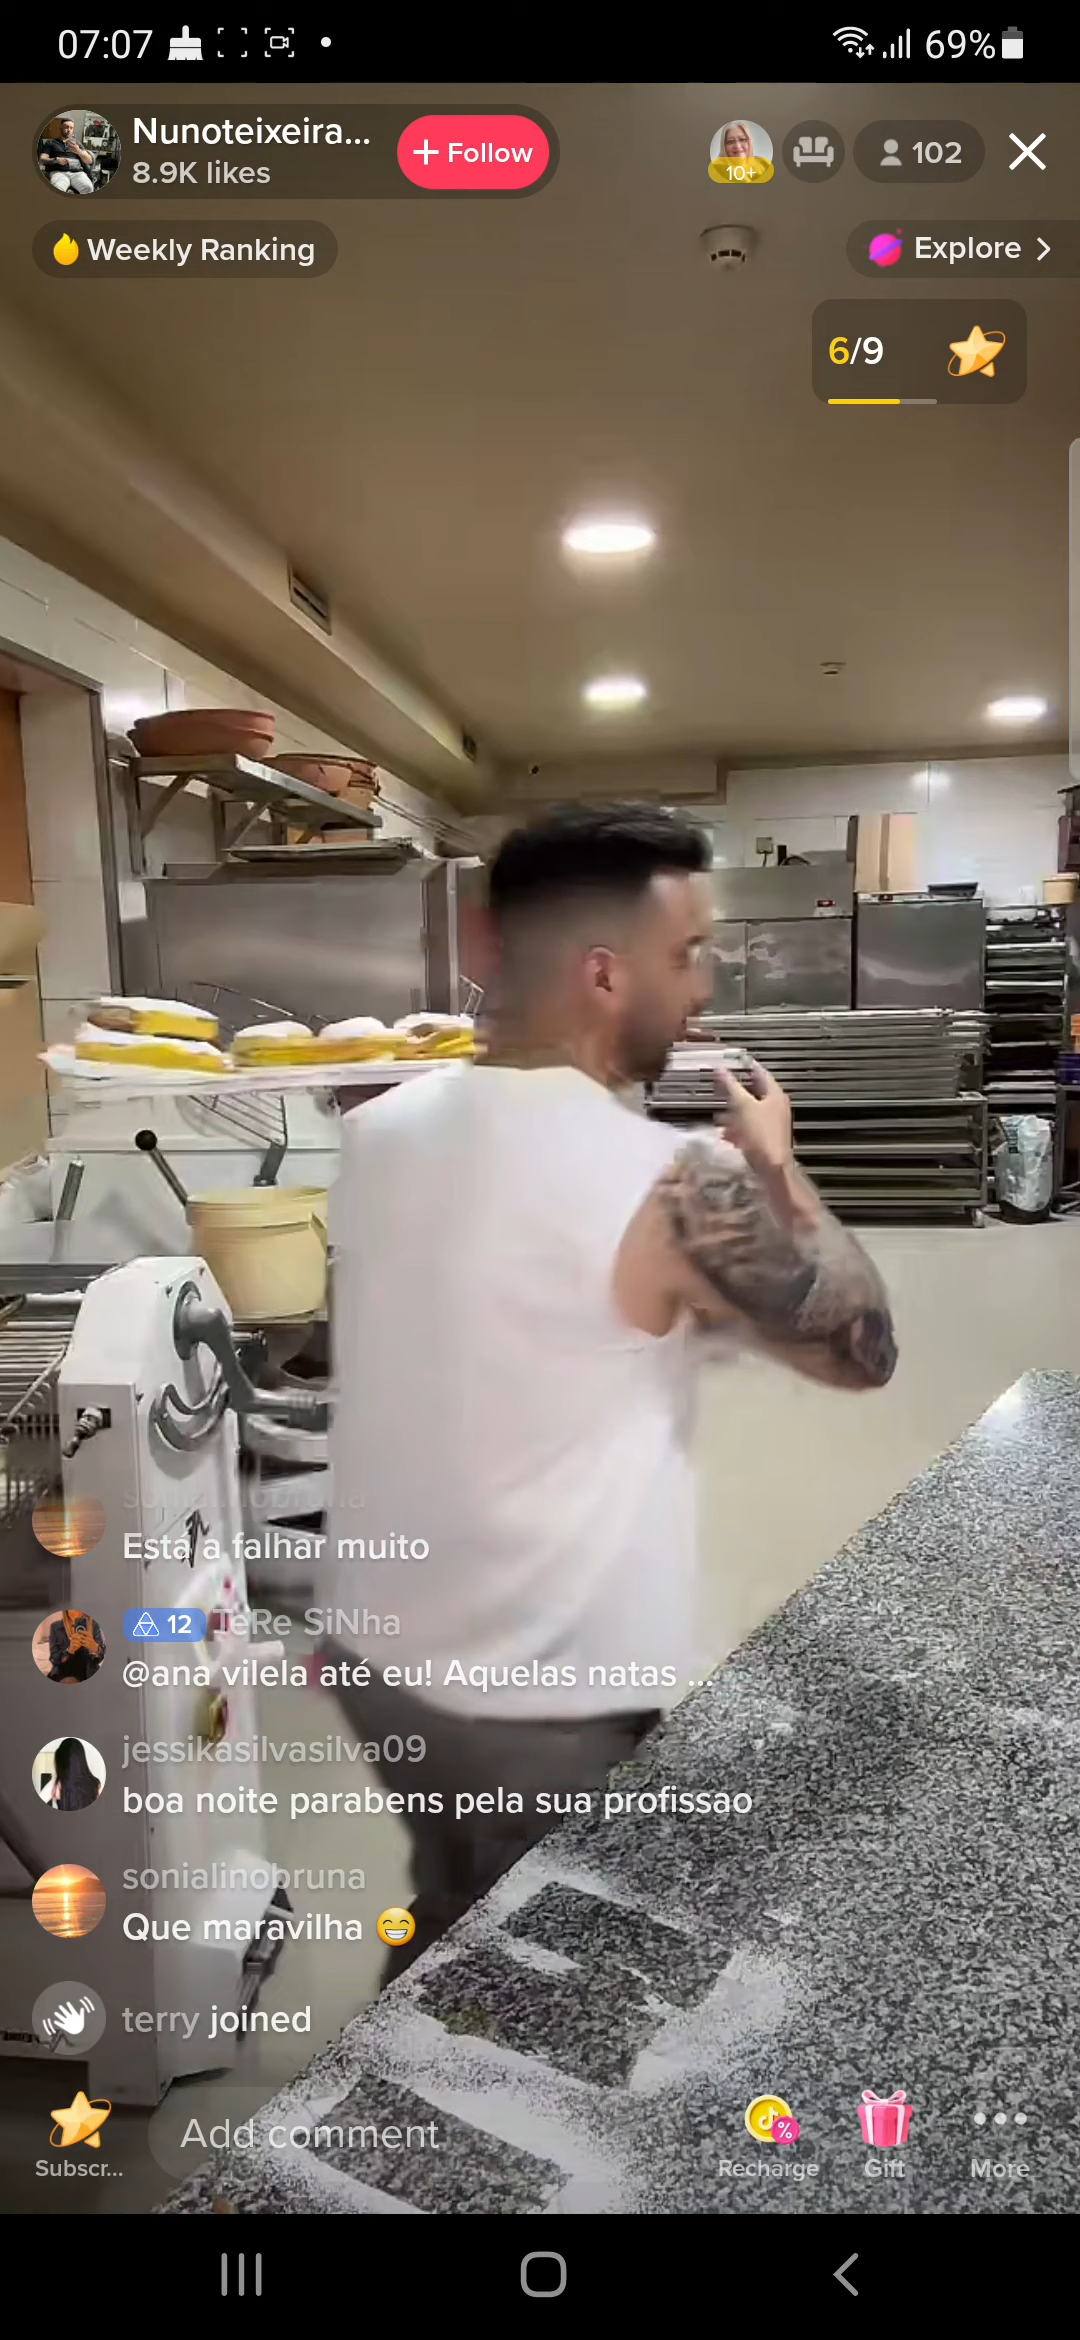 07:07
69%
Nunoteixeira...
8.9K likes
+ Follow
10+
102
Weekly Ranking
Explore >
6/9
sonialinobruna
Está a falhar muito
12 TeRe SiNha
@ana vilela até eu! Aquelas natas ...
jessikasilvasilva09
boa noite parabens pela sua profissao
sonialinobruna
Que maravilha 😁
terry joined
Subscr...
Add comment
Recharge
Gift
More